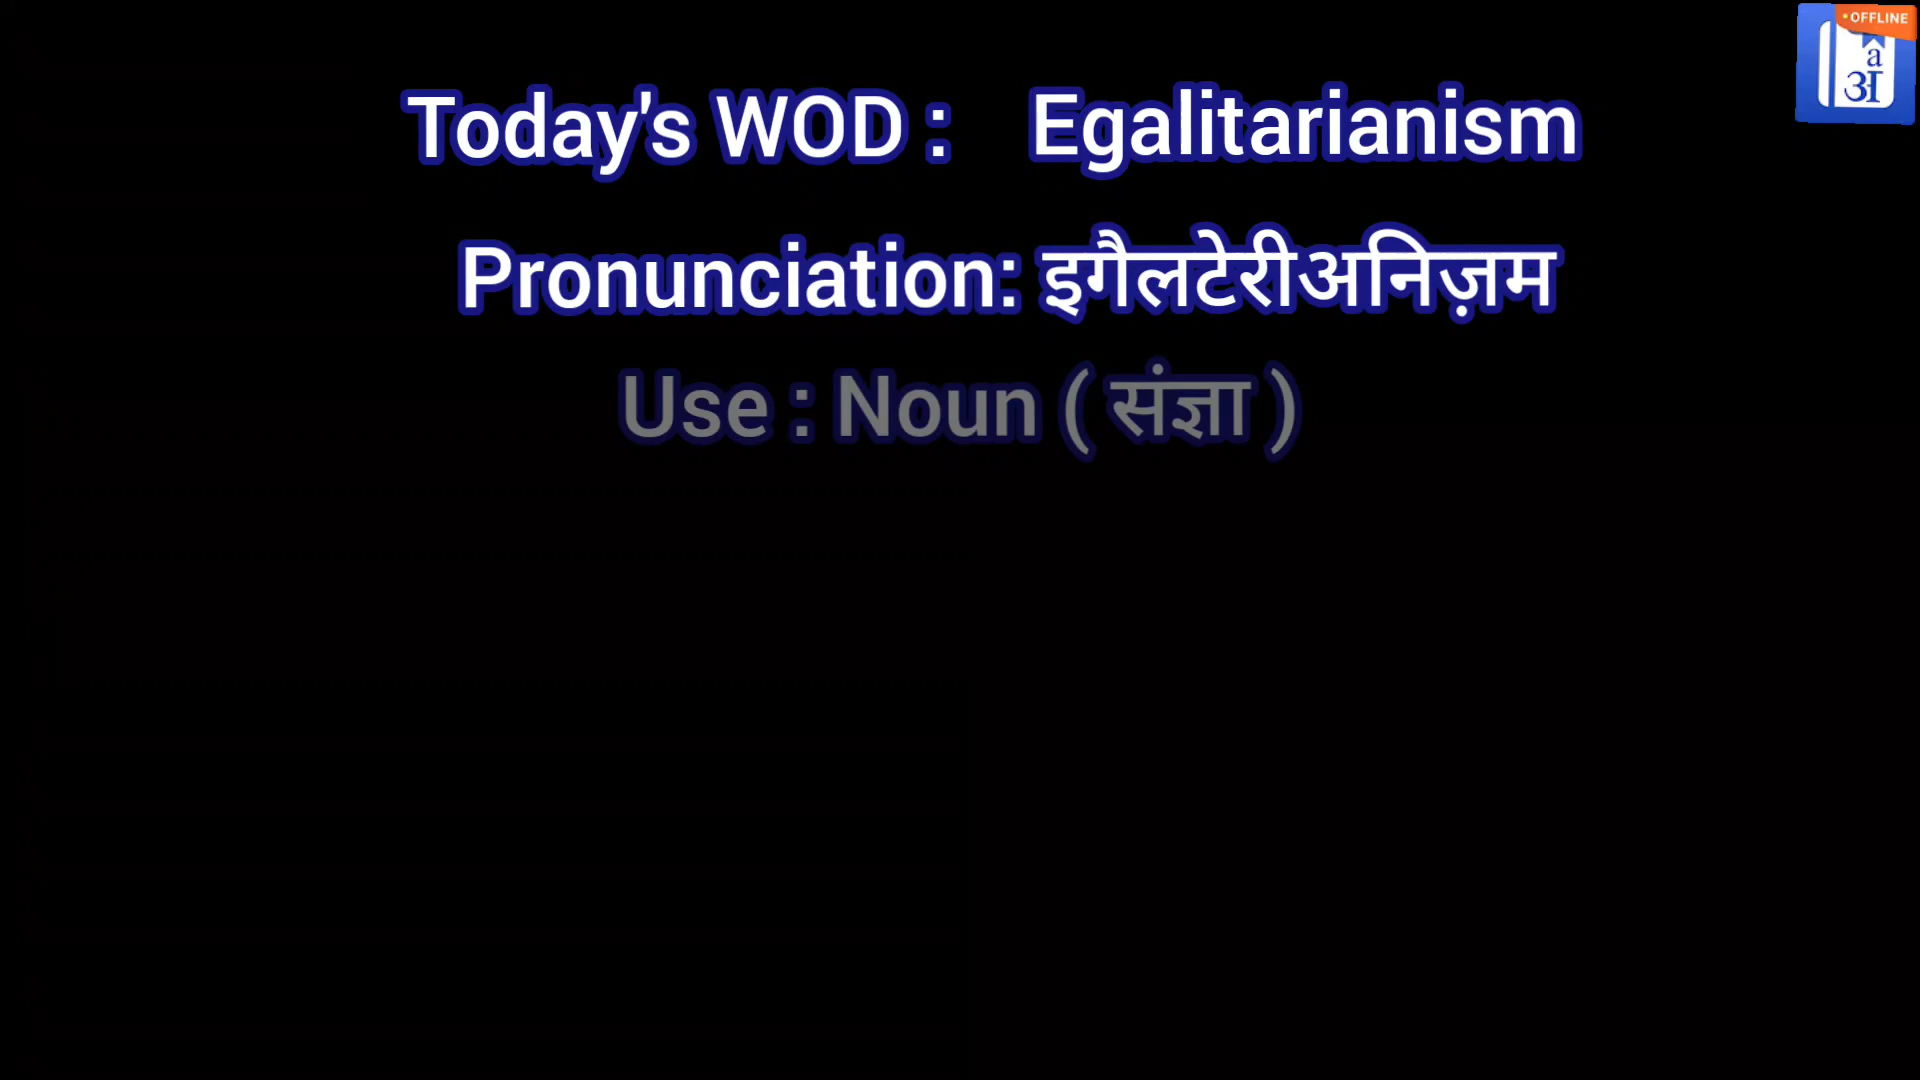 OFFLINE
a
अ
Today's WOD : Egalitarianism
Pronunciation: इगैलटेरीअनिज़म
Use : Noun ( संज्ञा )